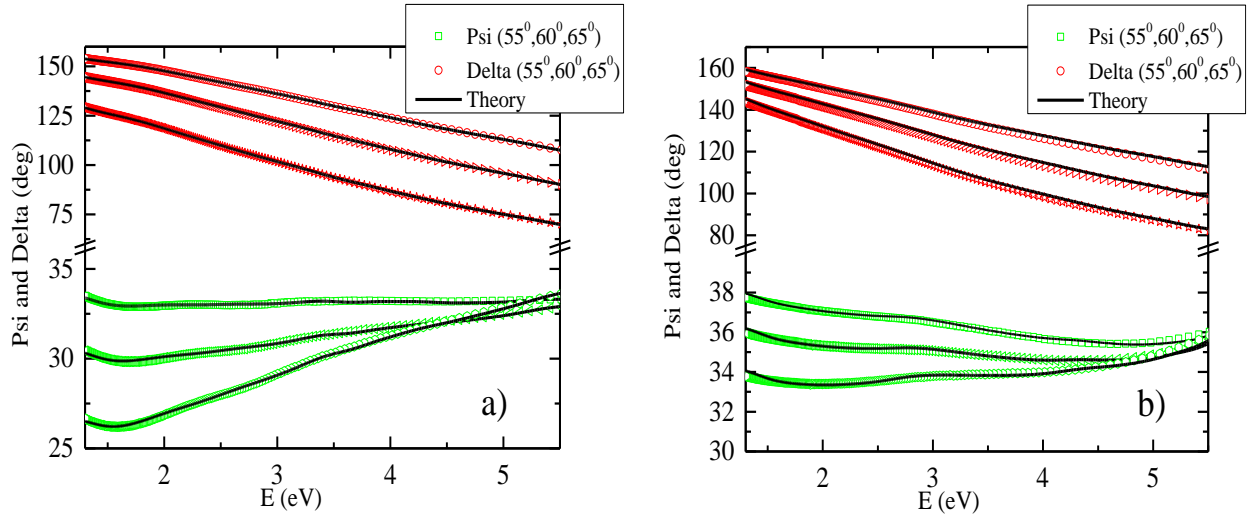 Psi (55⁰,60⁰,65⁰)
Delta (55⁰,60⁰,65⁰)
Theory
150
125
100
75
35
30
25
Psi and Delta (deg)
2
3
4
5
E (eV)
a)
Psi (55⁰,60⁰,65⁰)
Delta (55⁰,60⁰,65⁰)
Theory
160
140
120
100
80
38
36
34
32
30
Psi and Delta (deg)
2
3
4
5
E (eV)
b)